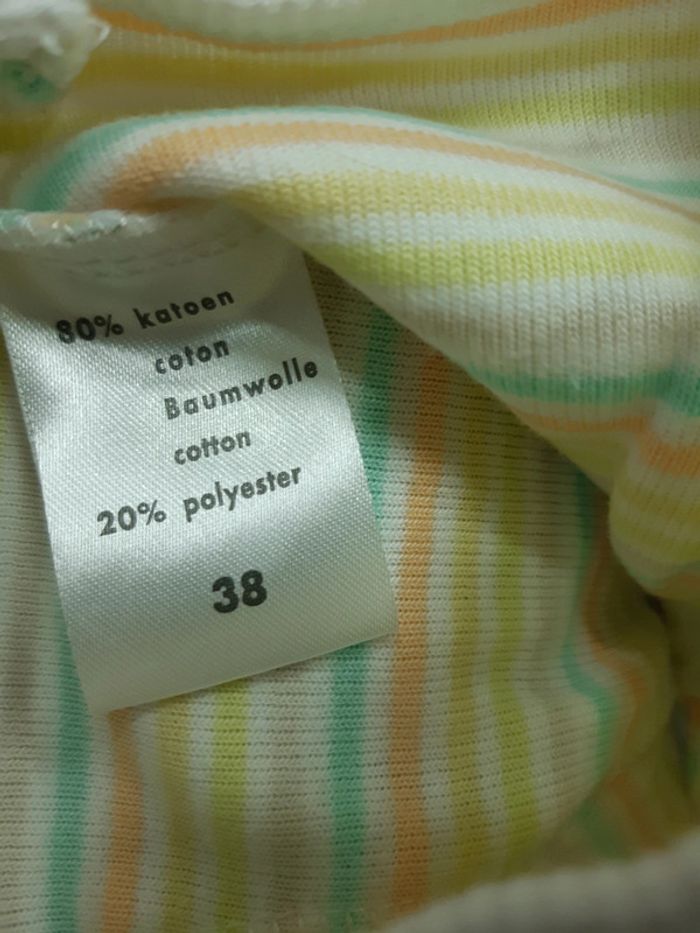 80% katoen
coton
Baumwolle
cotton
20% polyester
38